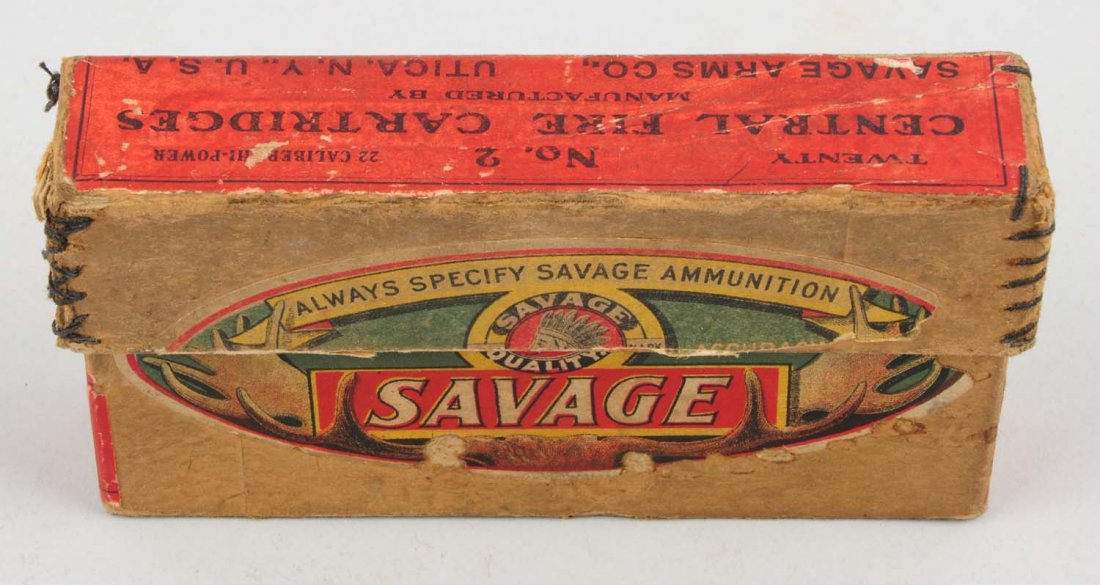 TWENTY No. 2 22 CALIBER HI-POWER
CENTRAL FIRE CARTRIDGES
MANUFACTURED BY
SAVAGE ARMS CO., UTICA, N.Y., U.S.A.
ALWAYS SPECIFY SAVAGE AMMUNITION
SAVAGE
QUALITY
SAVAGE